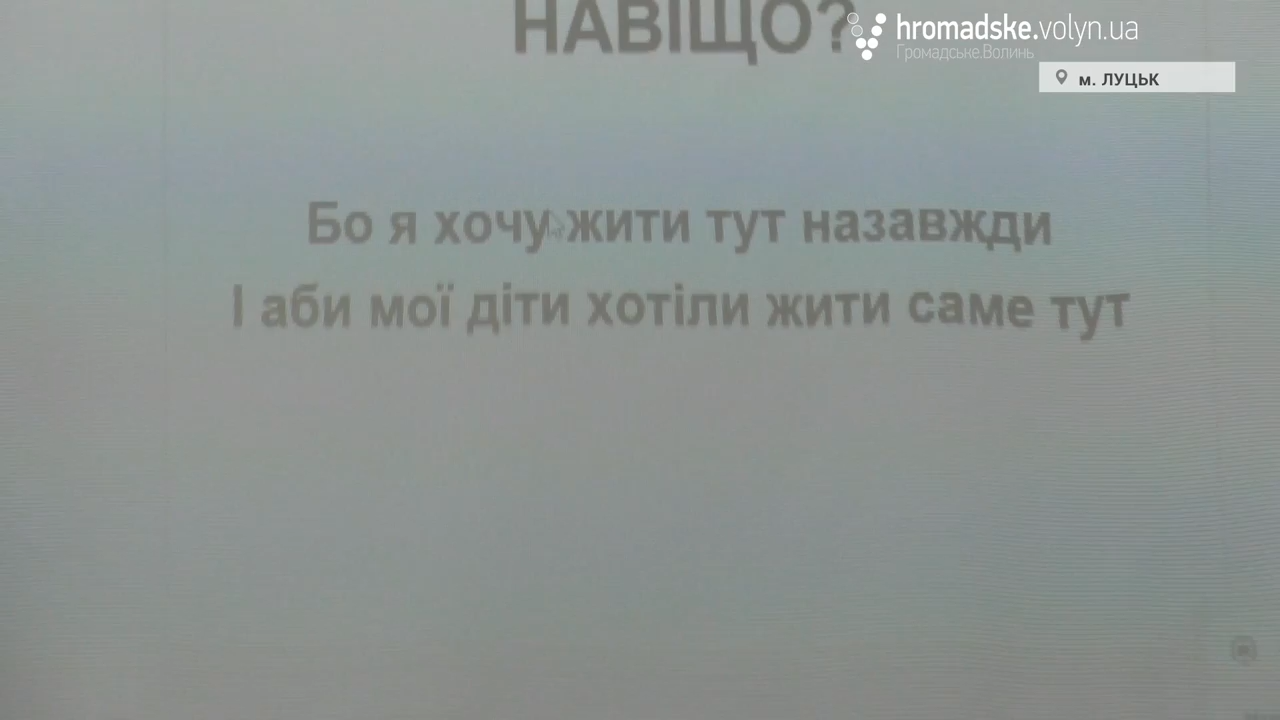 НАВІЩО?
hromadske.volyn.ua
Громадське.Волинь
м. ЛУЦЬК
Бо я хочу жити тут назавжди
І аби мої діти хотіли жити саме тут